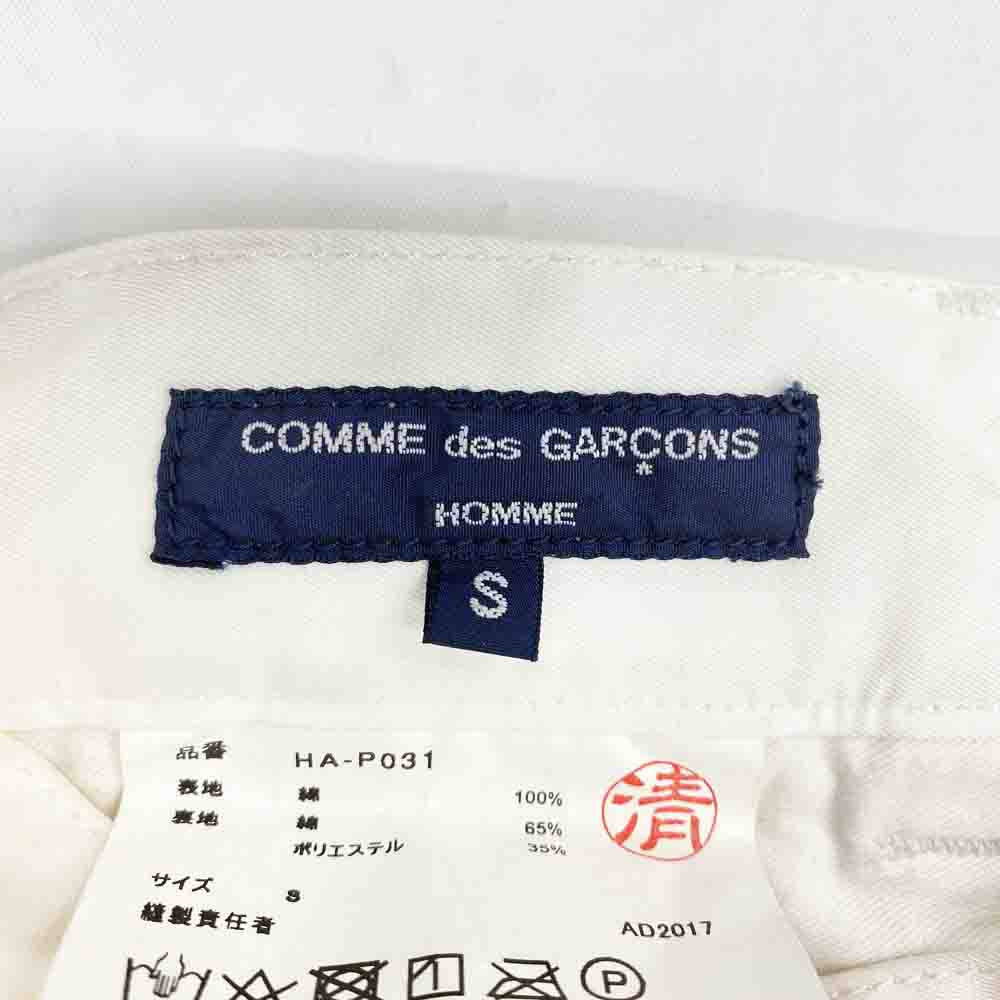 COMME des GARÇONS
HOMME
S
品番 HA-P031
表地 綿 100%
裏地 綿 65%
ポリエステル 35%
清
サイズ S
縫製責任者
AD2017
1 P